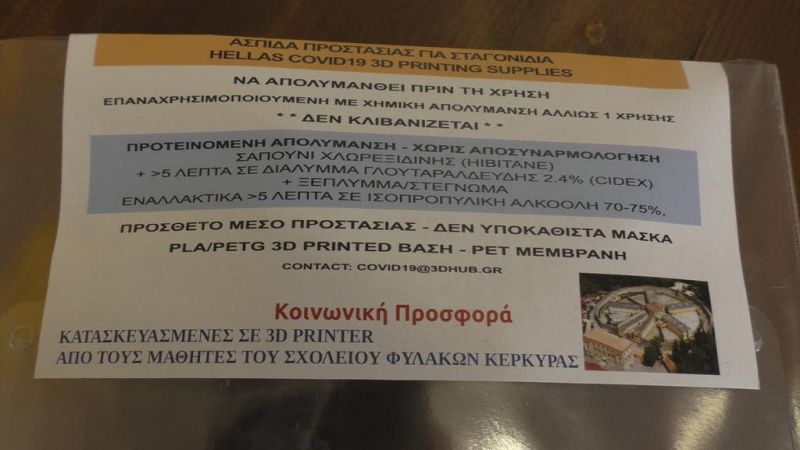 ΑΣΠΙΔΑ ΠΡΟΣΤΑΣΙΑΣ ΓΙΑ ΣΤΑΓΟΝΙΔΙΑ
HELLAS COVID19 3D PRINTING SUPPLIES
ΝΑ ΑΠΟΛΥΜΑΝΘΕΙ ΠΡΙΝ ΤΗ ΧΡΗΣΗ
ΕΠΑΝΑΧΡΗΣΙΜΟΠΟΙΟΥΜΕΝΗ ΜΕ ΧΗΜΙΚΗ ΑΠΟΛΥΜΑΝΣΗ ΑΛΛΙΩΣ 1 ΧΡΗΣΗΣ
* * ΔΕΝ ΚΛΙΒΑΝΙΖΕΤΑΙ * *
ΠΡΟΤΕΙΝΟΜΕΝΗ ΑΠΟΛΥΜΑΝΣΗ - ΧΩΡΙΣ ΑΠΟΣΥΝΑΡΜΟΛΟΓΗΣΗ
ΣΑΠΟΥΝΙ ΧΛΩΡΕΞΙΔΙΝΗΣ (HIBITANE)
+ >5 ΛΕΠΤΑ ΣΕ ΔΙΑΛΥΜΜΑ ΓΛΟΥΤΑΡΑΛΔΕΥΔΗΣ 2.4% (CIDEX)
+ ΞΕΠΛΥΜΜΑ/ΣΤΕΓΝΩΜΑ
ΕΝΑΛΛΑΚΤΙΚΑ >5 ΛΕΠΤΑ ΣΕ ΙΣΟΠΡΟΠΥΛΙΚΗ ΑΛΚΟΟΛΗ 70-75%.
ΠΡΟΣΘΕΤΟ ΜΕΣΟ ΠΡΟΣΤΑΣΙΑΣ - ΔΕΝ ΥΠΟΚΑΘΙΣΤΑ ΜΑΣΚΑ
PLA/PETG 3D PRINTED ΒΑΣΗ - PET ΜΕΜΒΡΑΝΗ
CONTACT: COVID19@3DHUB.GR
Κοινωνική Προσφορά
ΚΑΤΑΣΚΕΥΑΣΜΕΝΕΣ ΣΕ 3D PRINTER
ΑΠΟ ΤΟΥΣ ΜΑΘΗΤΕΣ ΤΟΥ ΣΧΟΛΕΙΟΥ ΦΥΛΑΚΩΝ ΚΕΡΚΥΡΑΣ